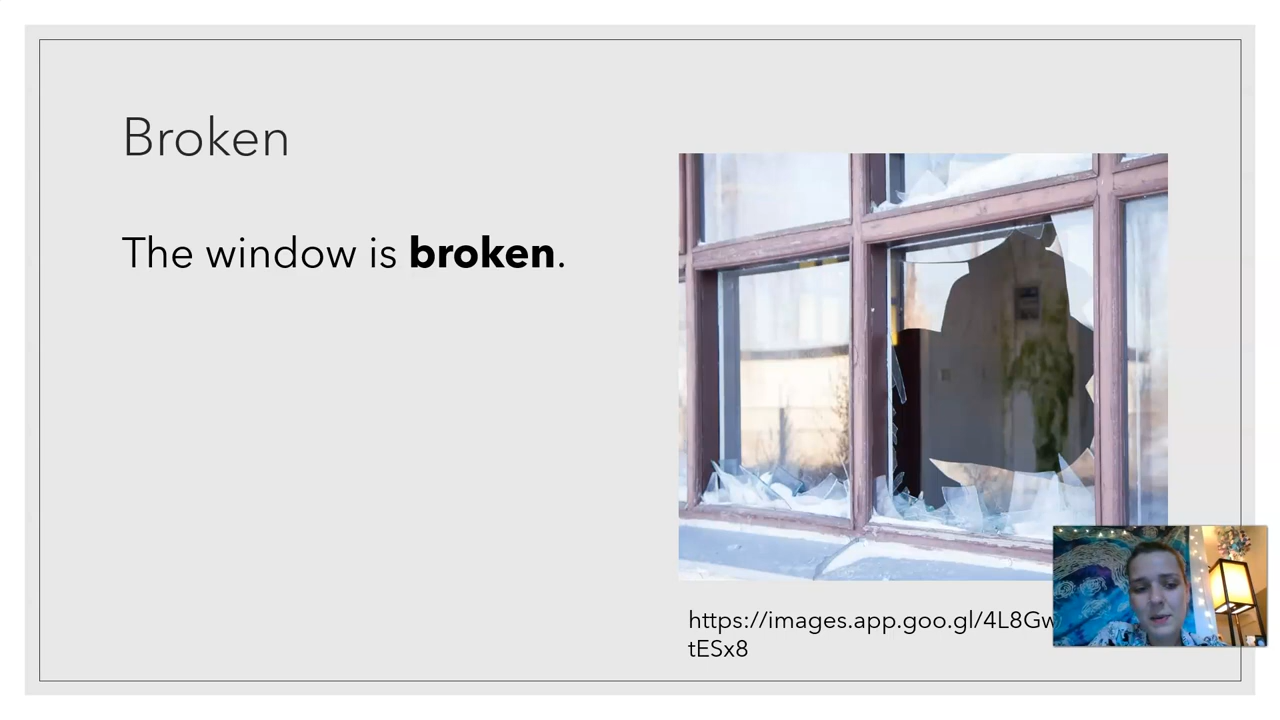 Broken
The window is broken.
https://images.app.goo.gl/4L8Gw
tESx8